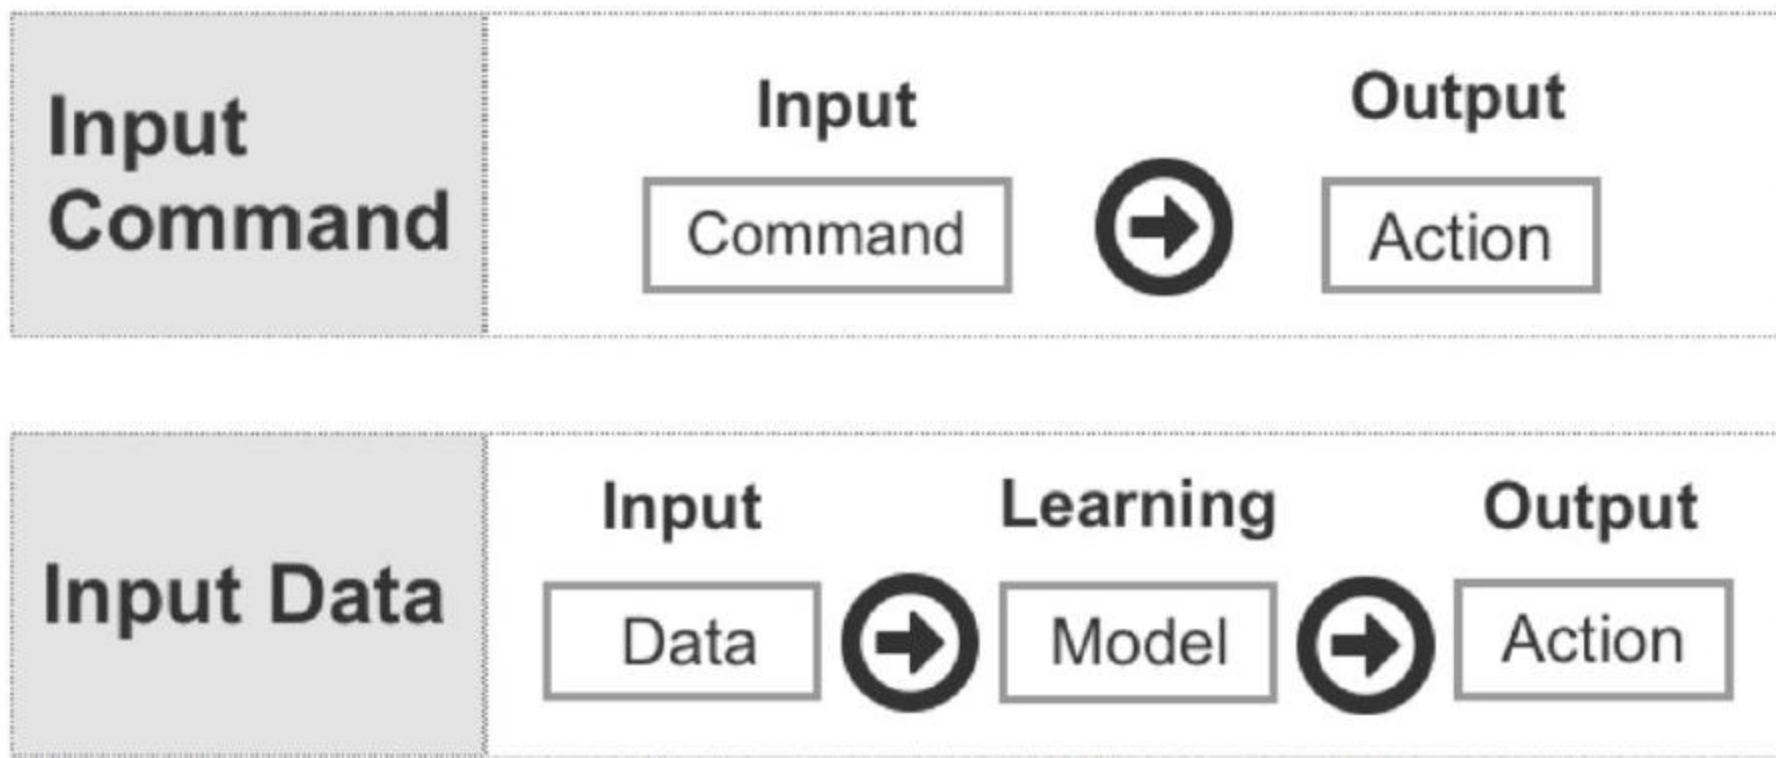 Input
Command
Input
Output
Command
Action
Input Data
Input
Learning
Output
Data
Model
Action